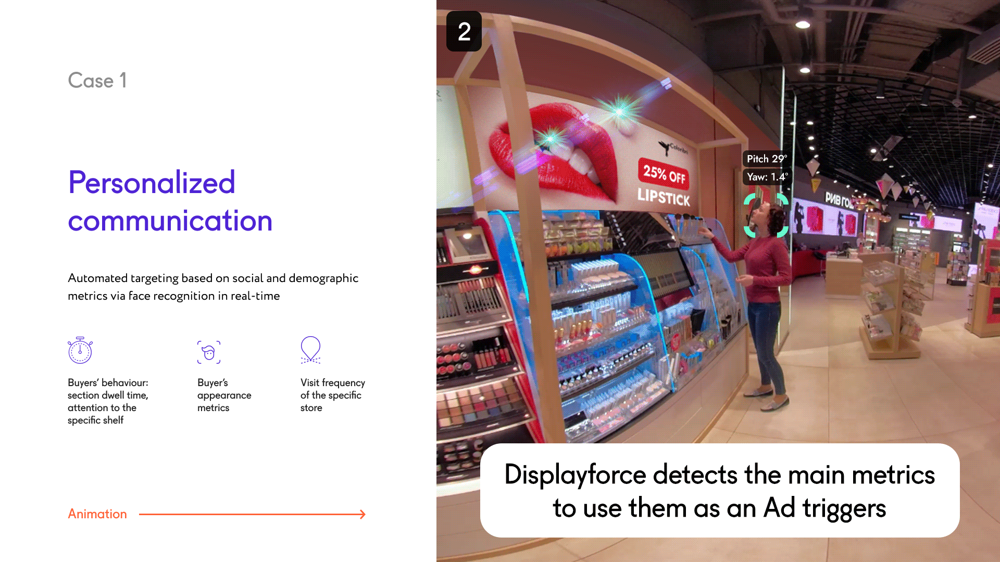 Case 1
Personalized
communication
Automated targeting based on social and demographic
metrics via face recognition in real-time
Buyers' behaviour:
section dwell time,
attention to the
specific shelf
Buyer's
appearance
metrics
Visit frequency
of the specific
store
Animation
2
Coloribri
25% OFF
LIPSTICK
Pitch 29°
Yaw: 1.4°
РИВ ГОШ
Displayforce detects the main metrics
to use them as an Ad triggers